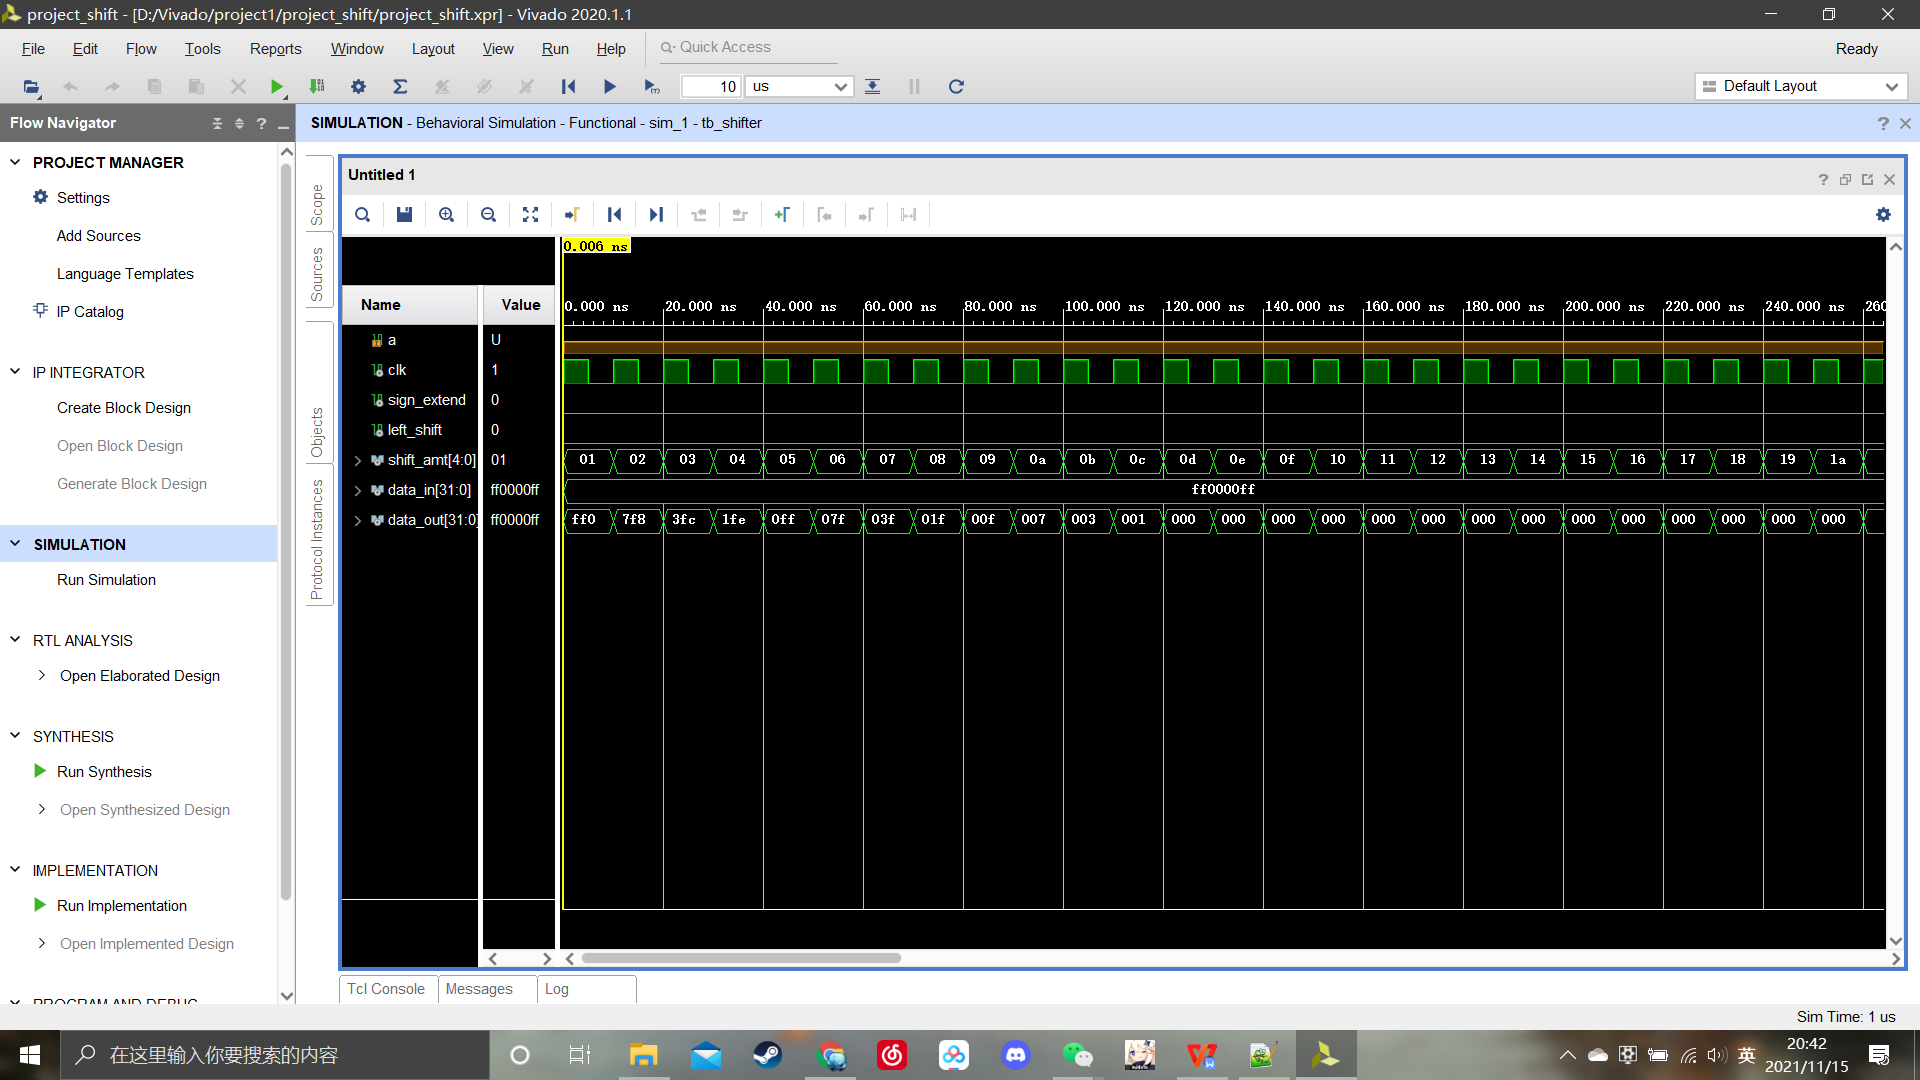 project_shift - [D:/Vivado/project1/project_shift/project_shift.xpr] - Vivado 2020.1.1
File Edit Flow Tools Reports Window Layout View Run Help Quick Access Ready
10 us Default Layout
Flow Navigator
SIMULATION - Behavioral Simulation - Functional - sim_1 - tb_shifter
PROJECT MANAGER
Settings
Add Sources
Language Templates
IP Catalog
IP INTEGRATOR
Create Block Design
Open Block Design
Generate Block Design
SIMULATION
Run Simulation
RTL ANALYSIS
Open Elaborated Design
SYNTHESIS
Run Synthesis
Open Synthesized Design
IMPLEMENTATION
Run Implementation
Open Implemented Design
PROGRAM AND DEBUG
Scope
Sources
Objects
Protocol Instances
Untitled 1
0.006 ns
Name Value
0.000 ns 20.000 ns 40.000 ns 60.000 ns 80.000 ns 100.000 ns 120.000 ns 140.000 ns 160.000 ns 180.000 ns 200.000 ns 220.000 ns 240.000 ns 260
a U
clk 1
sign_extend 0
left_shift 0
shift_amt[4:0] 01 01 02 03 04 05 06 07 08 09 0a 0b 0c 0d 0e 0f 10 11 12 13 14 15 16 17 18 19 1a
data_in[31:0] ff0000ff ff0000ff
data_out[31:0] ff0000ff ff0 7f8 3fc 1fe 0ff 07f 03f 01f 00f 007 003 001 000 000 000 000 000 000 000 000 000 000 000 000 000 000
Tcl Console Messages Log
Sim Time: 1 us
在这里输入你要搜索的内容
英
20:42
2021/11/15